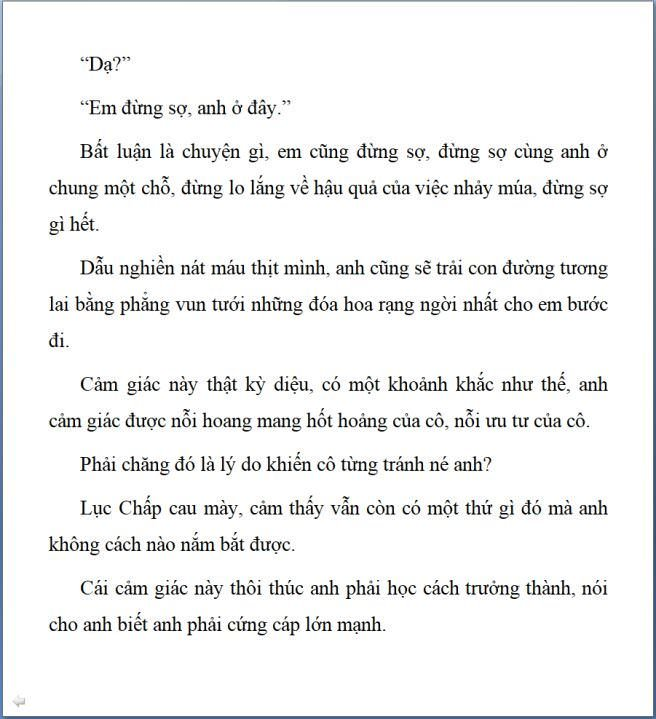 “Dạ?”
“Em đừng sợ, anh ở đây.”
Bất luận là chuyện gì, em cũng đừng sợ, đừng sợ cùng anh ở
chung một chỗ, đừng lo lắng về hậu quả của việc nhảy múa, đừng sợ
gì hết.
Dẫu nghiền nát máu thịt mình, anh cũng sẽ trải con đường tương
lai bằng phẳng vun tưới những đóa hoa rạng ngời nhất cho em bước
đi.
Cảm giác này thật kỳ diệu, có một khoảnh khắc như thế, anh
cảm giác được nỗi hoang mang hốt hoảng của cô, nỗi ưu tư của cô.
Phải chăng đó là lý do khiến cô từng tránh né anh?
Lục Chấp cau mày, cảm thấy vẫn còn có một thứ gì đó mà anh
không cách nào nắm bắt được.
Cái cảm giác này thôi thúc anh phải học cách trưởng thành, nói
cho anh biết anh phải cứng cáp lớn mạnh.